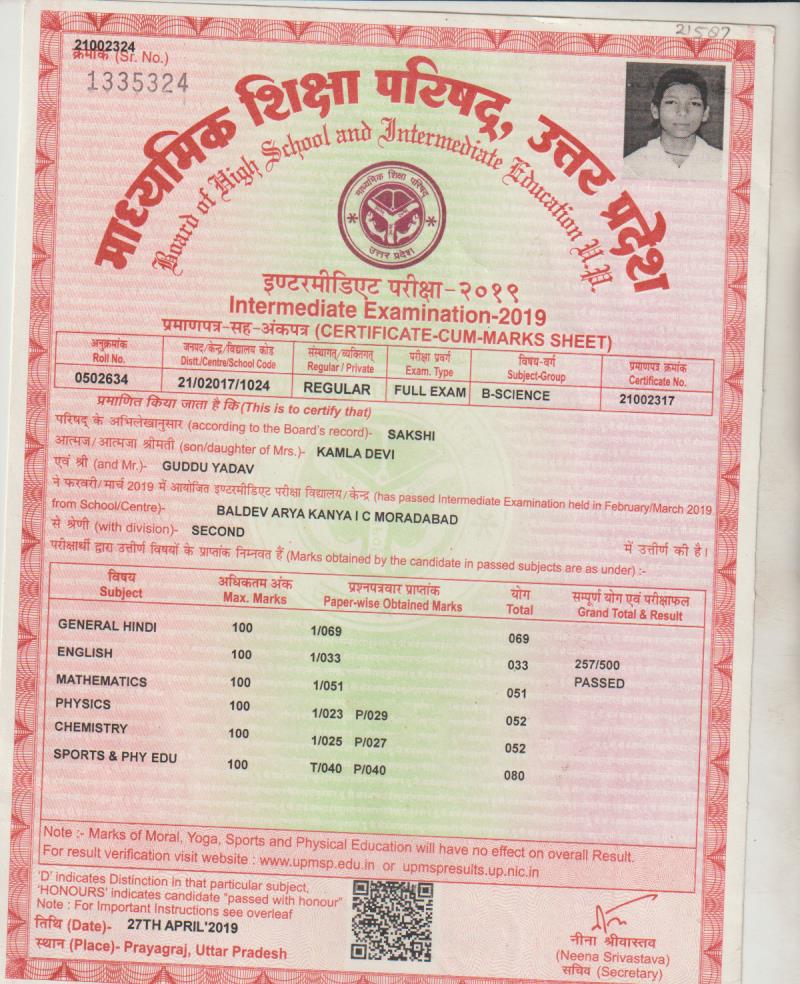 21587
21002324
क्रमांक (Sr. No.)
1335324
माध्यमिक शिक्षा परिषद्, उत्तर प्रदेश
Board of High School and Intermediate Education U.P.
माध्यमिक शिक्षा परिषद्
उत्तर प्रदेश
इण्टरमीडिएट परीक्षा-२०१९
Intermediate Examination-2019
प्रमाणपत्र-सह-अंकपत्र (CERTIFICATE-CUM-MARKS SHEET)
अनुक्रमांक जनपद/केन्द्र/विद्यालय कोड संस्थागत/व्यक्तिगत परीक्षा प्रवर्ग विषय-वर्ग प्रमाणपत्र क्रमांक
Roll No. Distt./Centre/School Code Regular / Private Exam. Type Subject-Group Certificate No.
0502634 21/02017/1024 REGULAR FULL EXAM B-SCIENCE 21002317
प्रमाणित किया जाता है कि (This is to certify that)
परिषद् के अभिलेखानुसार (according to the Board's record)- SAKSHI
आत्मज/आत्मजा श्रीमती (son/daughter of Mrs.)- KAMLA DEVI
एवं श्री (and Mr.)- GUDDU YADAV
ने फरवरी/मार्च 2019 में आयोजित इण्टरमीडिएट परीक्षा विद्यालय/केन्द्र (has passed Intermediate Examination held in February/March 2019
from School/Centre)- BALDEV ARYA KANYA I C MORADABAD
से श्रेणी (with division)- SECOND में उत्तीर्ण की है।
परीक्षार्थी द्वारा उत्तीर्ण विषयों के प्राप्तांक निम्नवत हैं (Marks obtained by the candidate in passed subjects are as under) :-
विषय अधिकतम अंक प्रश्नपत्रवार प्राप्तांक योग सम्पूर्ण योग एवं परीक्षाफल
Subject Max. Marks Paper-wise Obtained Marks Total Grand Total & Result
GENERAL HINDI 100 1/069 069
ENGLISH 100 1/033 033 257/500
MATHEMATICS 100 1/051 051 PASSED
PHYSICS 100 1/023 P/029 052
CHEMISTRY 100 1/025 P/027 052
SPORTS & PHY EDU 100 T/040 P/040 080
Note :- Marks of Moral, Yoga, Sports and Physical Education will have no effect on overall Result.
For result verification visit website : www.upmsp.edu.in or upmspresults.up.nic.in
'D' indicates Distinction in that particular subject,
'HONOURS' indicates candidate "passed with honour"
Note : For Important Instructions see overleaf
तिथि (Date)- 27TH APRIL'2019
स्थान (Place)- Prayagraj, Uttar Pradesh
नीना श्रीवास्तव
(Neena Srivastava)
सचिव (Secretary)